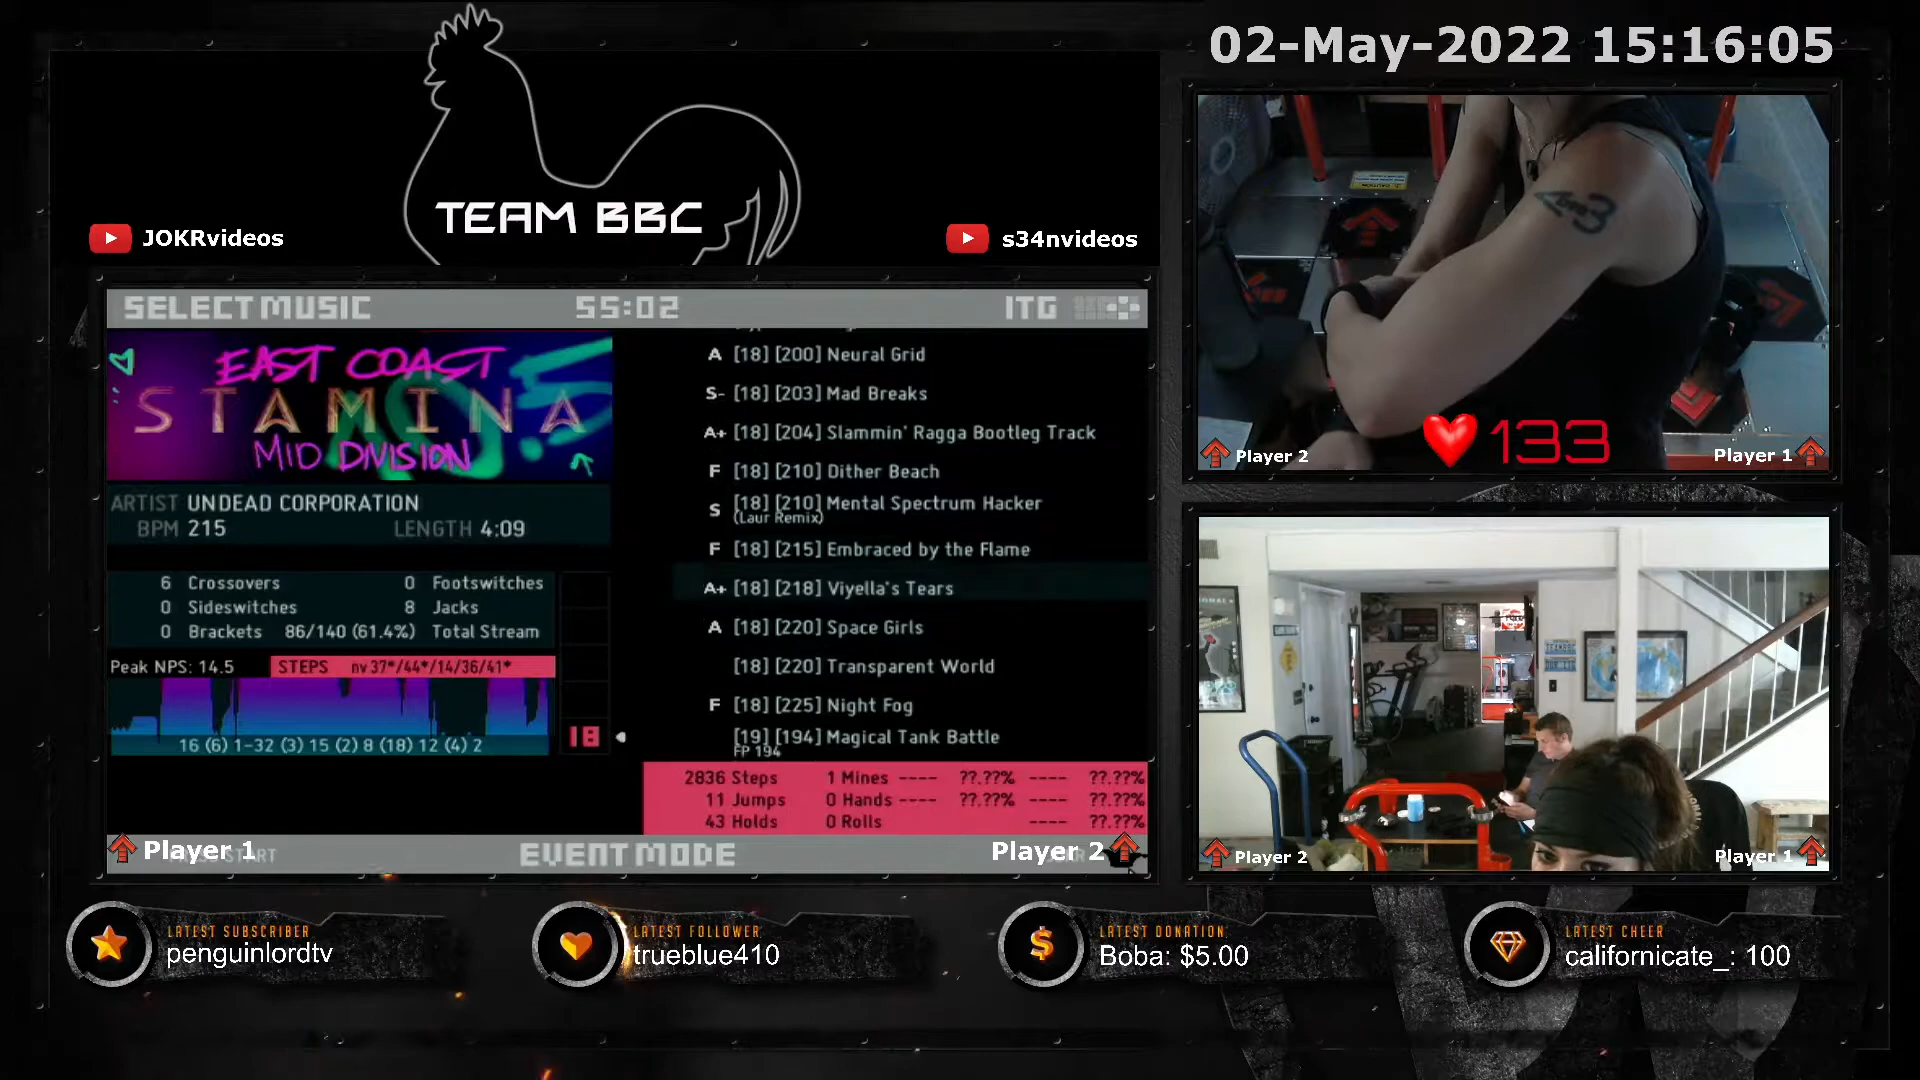 02-May-2022 15:16:05
TEAM BBC
JOKRvideos
s34nvideos
SELECT MUSIC
55:02
ITG
EAST COAST
STAMINA
MID DIVISION
ARTIST UNDEAD CORPORATION
BPM 215 LENGTH 4:09
6 Crossovers 0 Footswitches
0 Sideswitches 8 Jacks
0 Brackets 86/140 (61.4%) Total Stream
Peak NPS: 14.5 STEPS nv 37*/44*/14/36/41*
16 (6) 1-32 (3) 15 (2) 8 (18) 12 (4) 2
18
A [18] [200] Neural Grid
S- [18] [203] Mad Breaks
A+ [18] [204] Slammin' Ragga Bootleg Track
F [18] [210] Dither Beach
S [18] [210] Mental Spectrum Hacker
(Laur Remix)
F [18] [215] Embraced by the Flame
A+ [18] [218] Viyella's Tears
A [18] [220] Space Girls
[18] [220] Transparent World
F [18] [225] Night Fog
[19] [194] Magical Tank Battle
FP 194
2836 Steps 1 Mines ---- ??.??% ---- ??.??%
11 Jumps 0 Hands ---- ??.??% ---- ??.??%
43 Holds 0 Rolls ---- ??.??%
Player 1
EVENT MODE
Player 2
133
Player 2
Player 1
Player 2
Player 1
LATEST SUBSCRIBER
penguinlordtv
LATEST FOLLOWER
trueblue410
LATEST DONATION
Boba: $5.00
LATEST CHEER
californicate_: 100